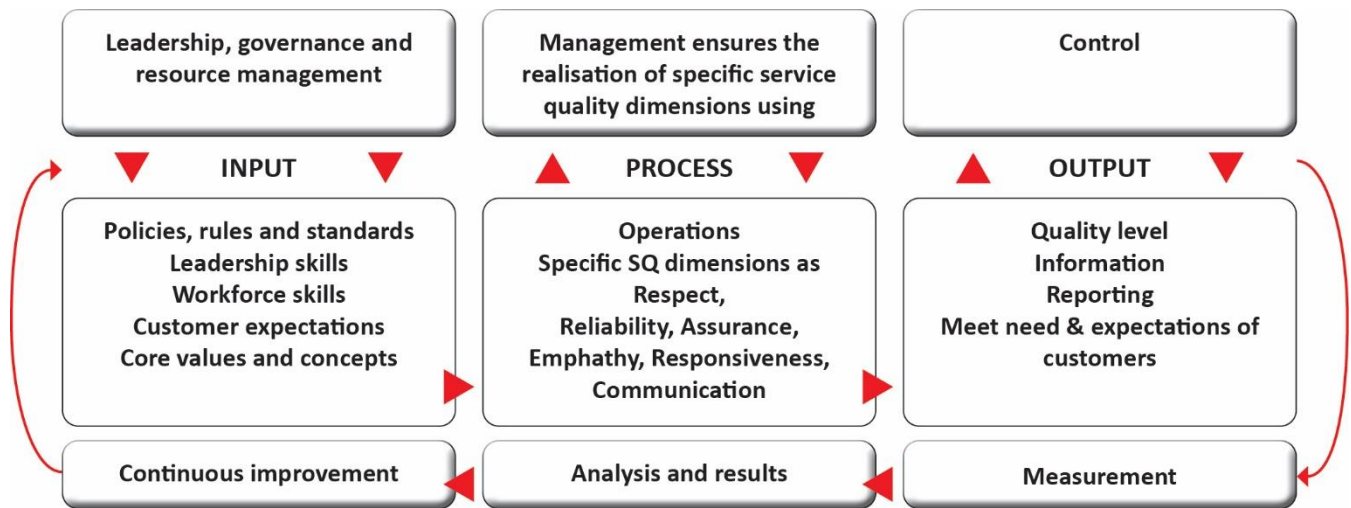 Leadership, governance and
resource management
Management ensures the
realisation of specific service
quality dimensions using
Control
INPUT
PROCESS
OUTPUT
Policies, rules and standards
Leadership skills
Workforce skills
Customer expectations
Core values and concepts
Operations
Specific SQ dimensions as
Respect,
Reliability, Assurance,
Emphathy, Responsiveness,
Communication
Quality level
Information
Reporting
Meet need & expectations of
customers
Continuous improvement
Analysis and results
Measurement